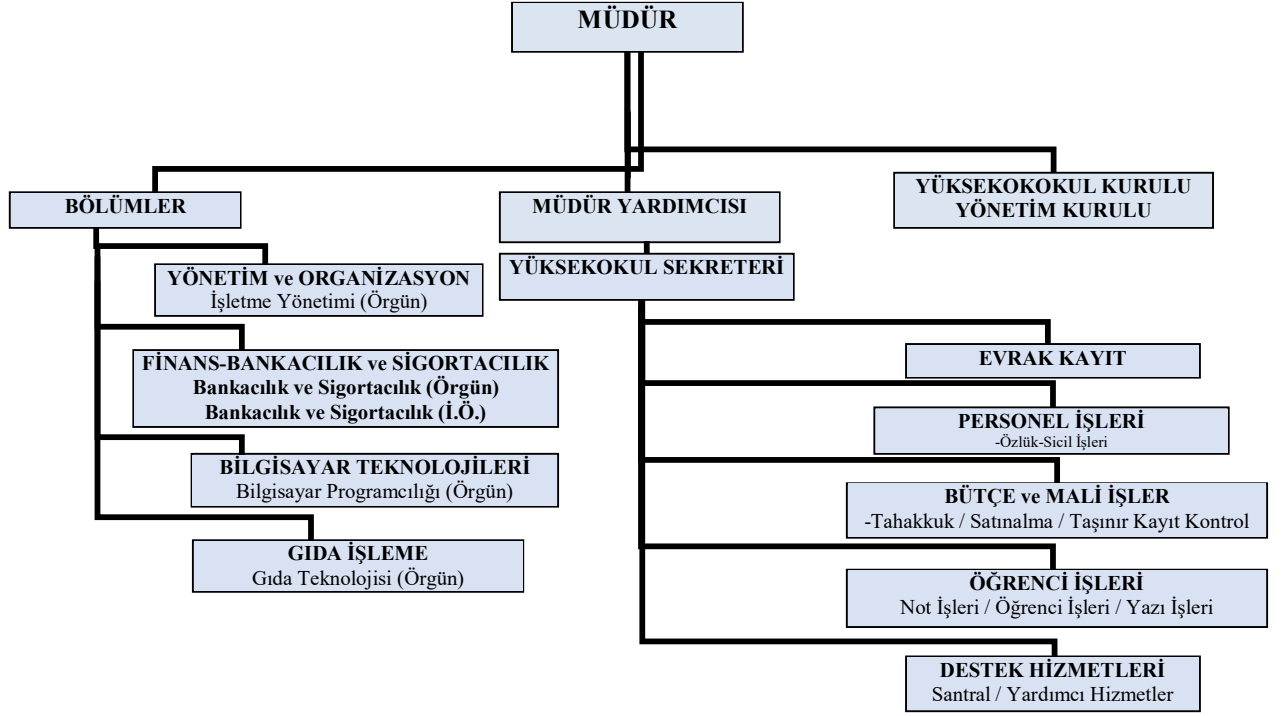 MÜDÜR
BÖLÜMLER
MÜDÜR YARDIMCISI
YÜKSEKOKOKUL KURULU
YÖNETİM KURULU
YÜKSEKOKUL SEKRETERİ
YÖNETİM ve ORGANİZASYON
İşletme Yönetimi (Örgün)
FİNANS-BANKACILIK ve SİGORTACILIK
Bankacılık ve Sigortacılık (Örgün)
Bankacılık ve Sigortacılık (İ.Ö.)
BİLGİSAYAR TEKNOLOJİLERİ
Bilgisayar Programcılığı (Örgün)
GIDA İŞLEME
Gıda Teknolojisi (Örgün)
EVRAK KAYIT
PERSONEL İŞLERİ
-Özlük-Sicil İşleri
BÜTÇE ve MALİ İŞLER
-Tahakkuk / Satınalma / Taşınır Kayıt Kontrol
ÖĞRENCİ İŞLERİ
Not İşleri / Öğrenci İşleri / Yazı İşleri
DESTEK HİZMETLERİ
Santral / Yardımcı Hizmetler